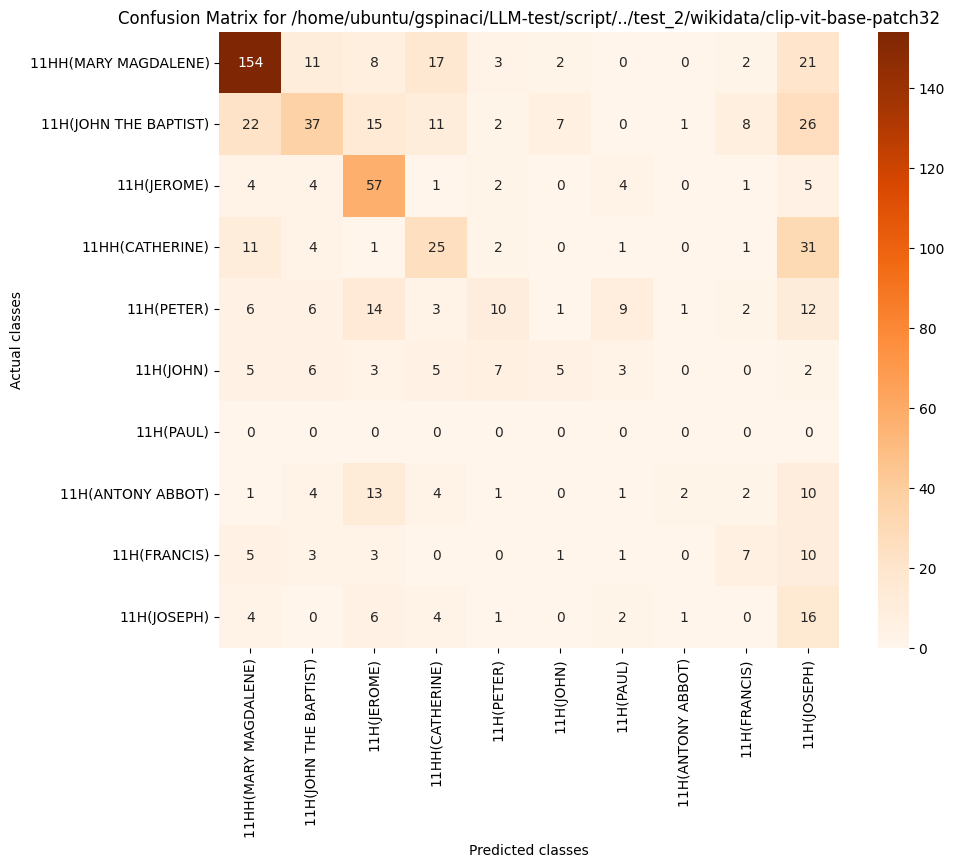 Confusion Matrix for /home/ubuntu/gspinaci/LLM-test/script/../test_2/wikidata/clip-vit-base-patch32
Actual classes
11HH(MARY MAGDALENE) 154 11 8 17 3 2 0 0 2 21
11H(JOHN THE BAPTIST) 22 37 15 11 2 7 0 1 8 26
11H(JEROME) 4 4 57 1 2 0 4 0 1 5
11HH(CATHERINE) 11 4 1 25 2 0 1 0 1 31
11H(PETER) 6 6 14 3 10 1 9 1 2 12
11H(JOHN) 5 6 3 5 7 5 3 0 0 2
11H(PAUL) 0 0 0 0 0 0 0 0 0 0
11H(ANTONY ABBOT) 1 4 13 4 1 0 1 2 2 10
11H(FRANCIS) 5 3 3 0 0 1 1 0 7 10
11H(JOSEPH) 4 0 6 4 1 0 2 1 0 16
11HH(MARY MAGDALENE)
11H(JOHN THE BAPTIST)
11H(JEROME)
11HH(CATHERINE)
11H(PETER)
11H(JOHN)
11H(PAUL)
11H(ANTONY ABBOT)
11H(FRANCIS)
11H(JOSEPH)
Predicted classes
140
120
100
80
60
40
20
0